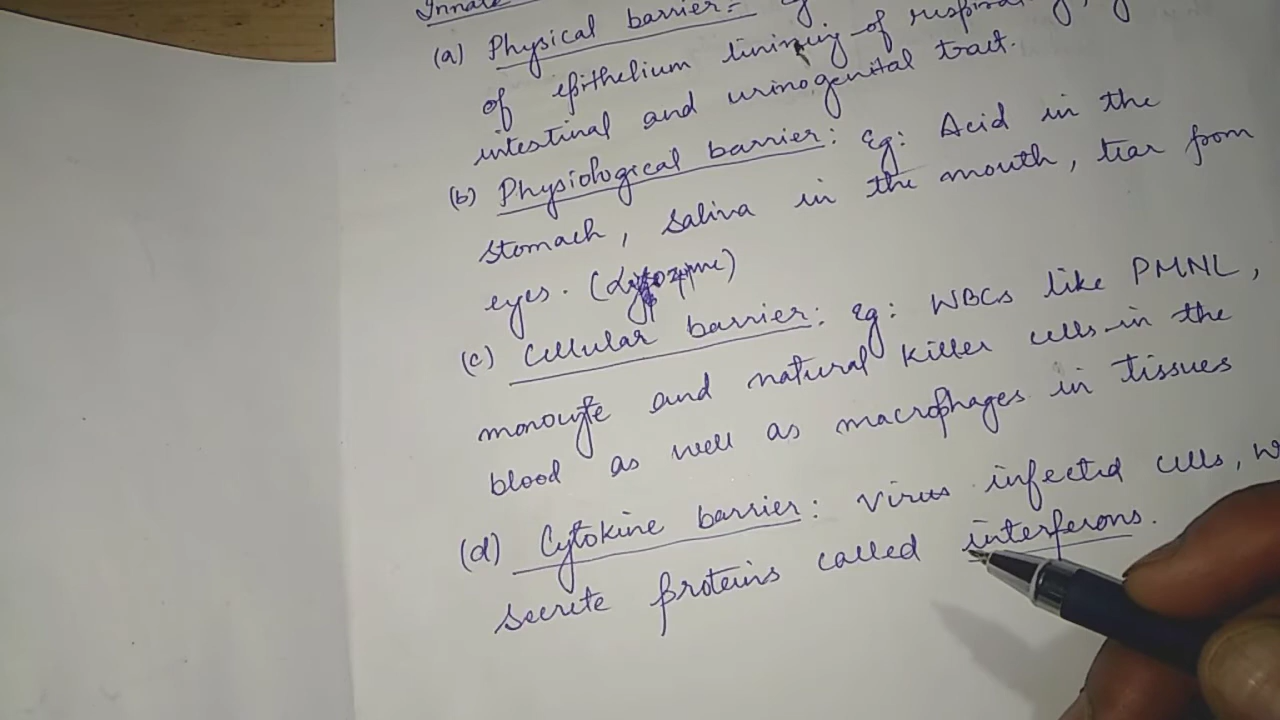 Innate
(a) Physical barrier:-
of epithelium lininig of
intestinal and urinogenital tract.
(b) Physiological barrier: Eg: Acid in the
stomach, saliva in the mouth, tear from
eyes. (
(c) Cellular barrier: Eg: WBCs like PMNL,
monocyte and natural killer cells in the
blood as well as macrophages in tissues
(d) Cytokine barrier: Virus infected cells,
secrete proteins called interferons.